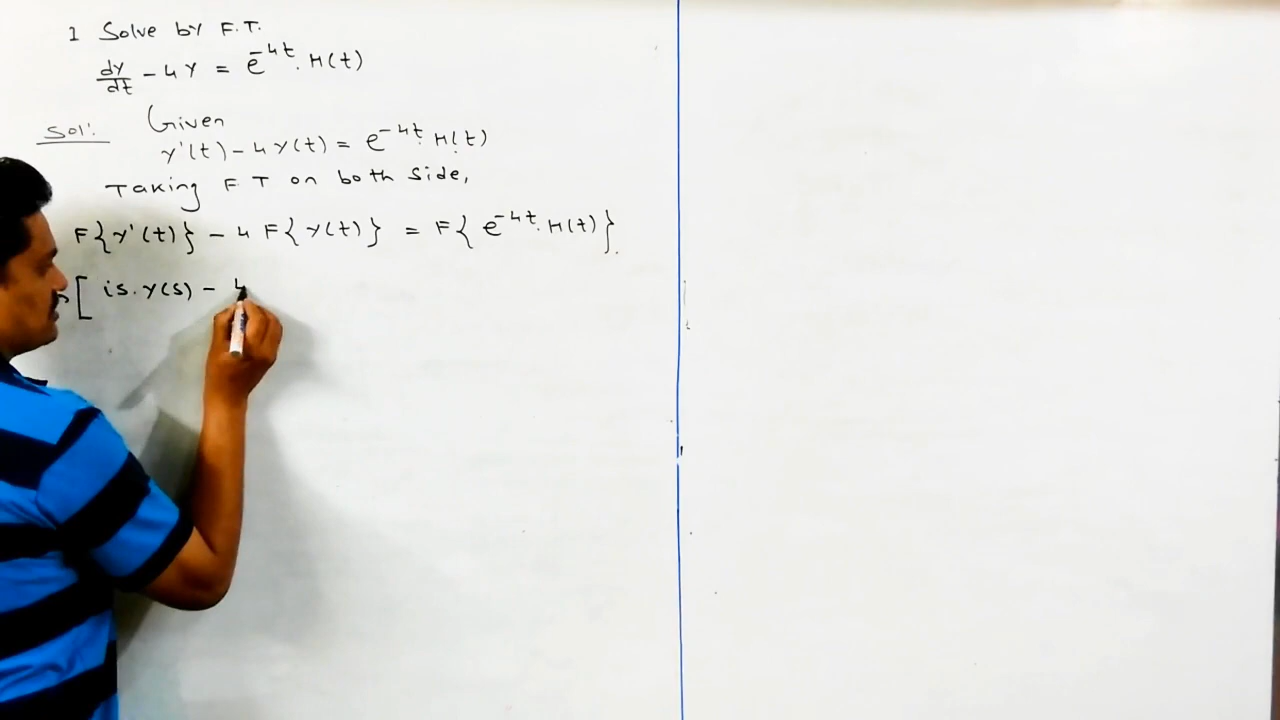 1 Solve by F.T.
dy/dt - 4y = e^-4t. H(t)
Sol': Given
y'(t) - 4y(t) = e^-4t. H(t)
Taking F T on both side,
F{y'(t)} - 4 F{y(t)} = F{e^-4t. H(t)}.
[ is. y(s) - 4